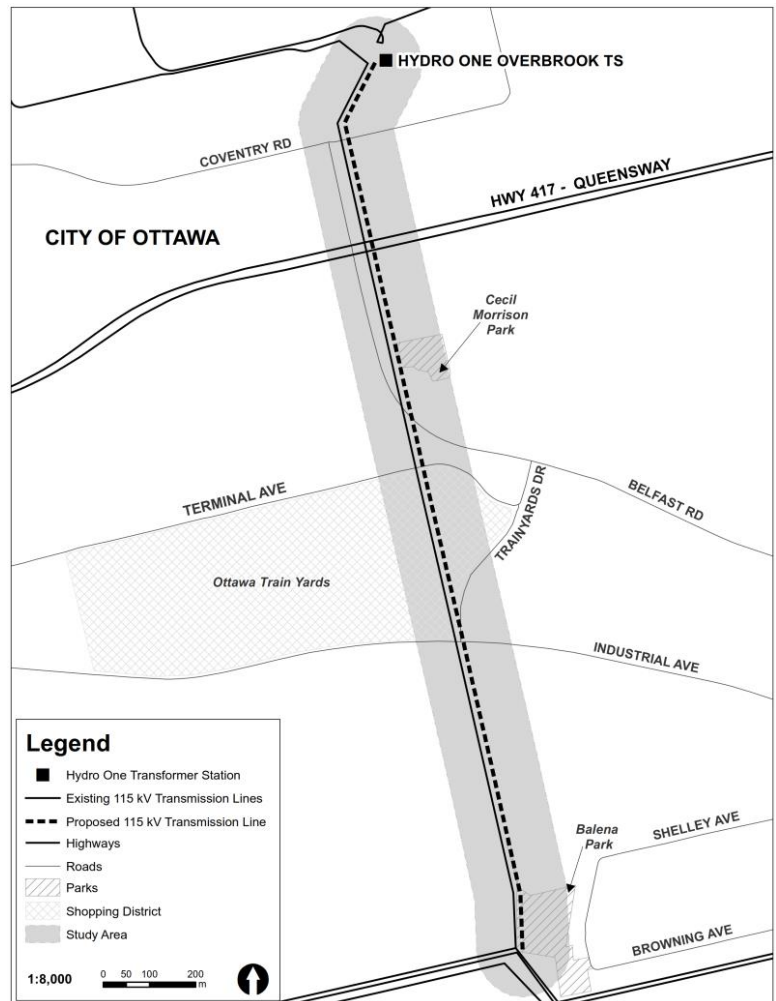 HYDRO ONE OVERBROOK TS
COVENTRY RD
HWY 417 - QUEENSWAY
CITY OF OTTAWA
Cecil
Morrison
Park
TERMINAL AVE
TRAINYARDS DR
BELFAST RD
Ottawa Train Yards
INDUSTRIAL AVE
Balena
Park
SHELLEY AVE
BROWNING AVE
Legend
Hydro One Transformer Station
Existing 115 kV Transmission Lines
Proposed 115 kV Transmission Line
Highways
Roads
Parks
Shopping District
Study Area
1:8,000
0 50 100 200
m